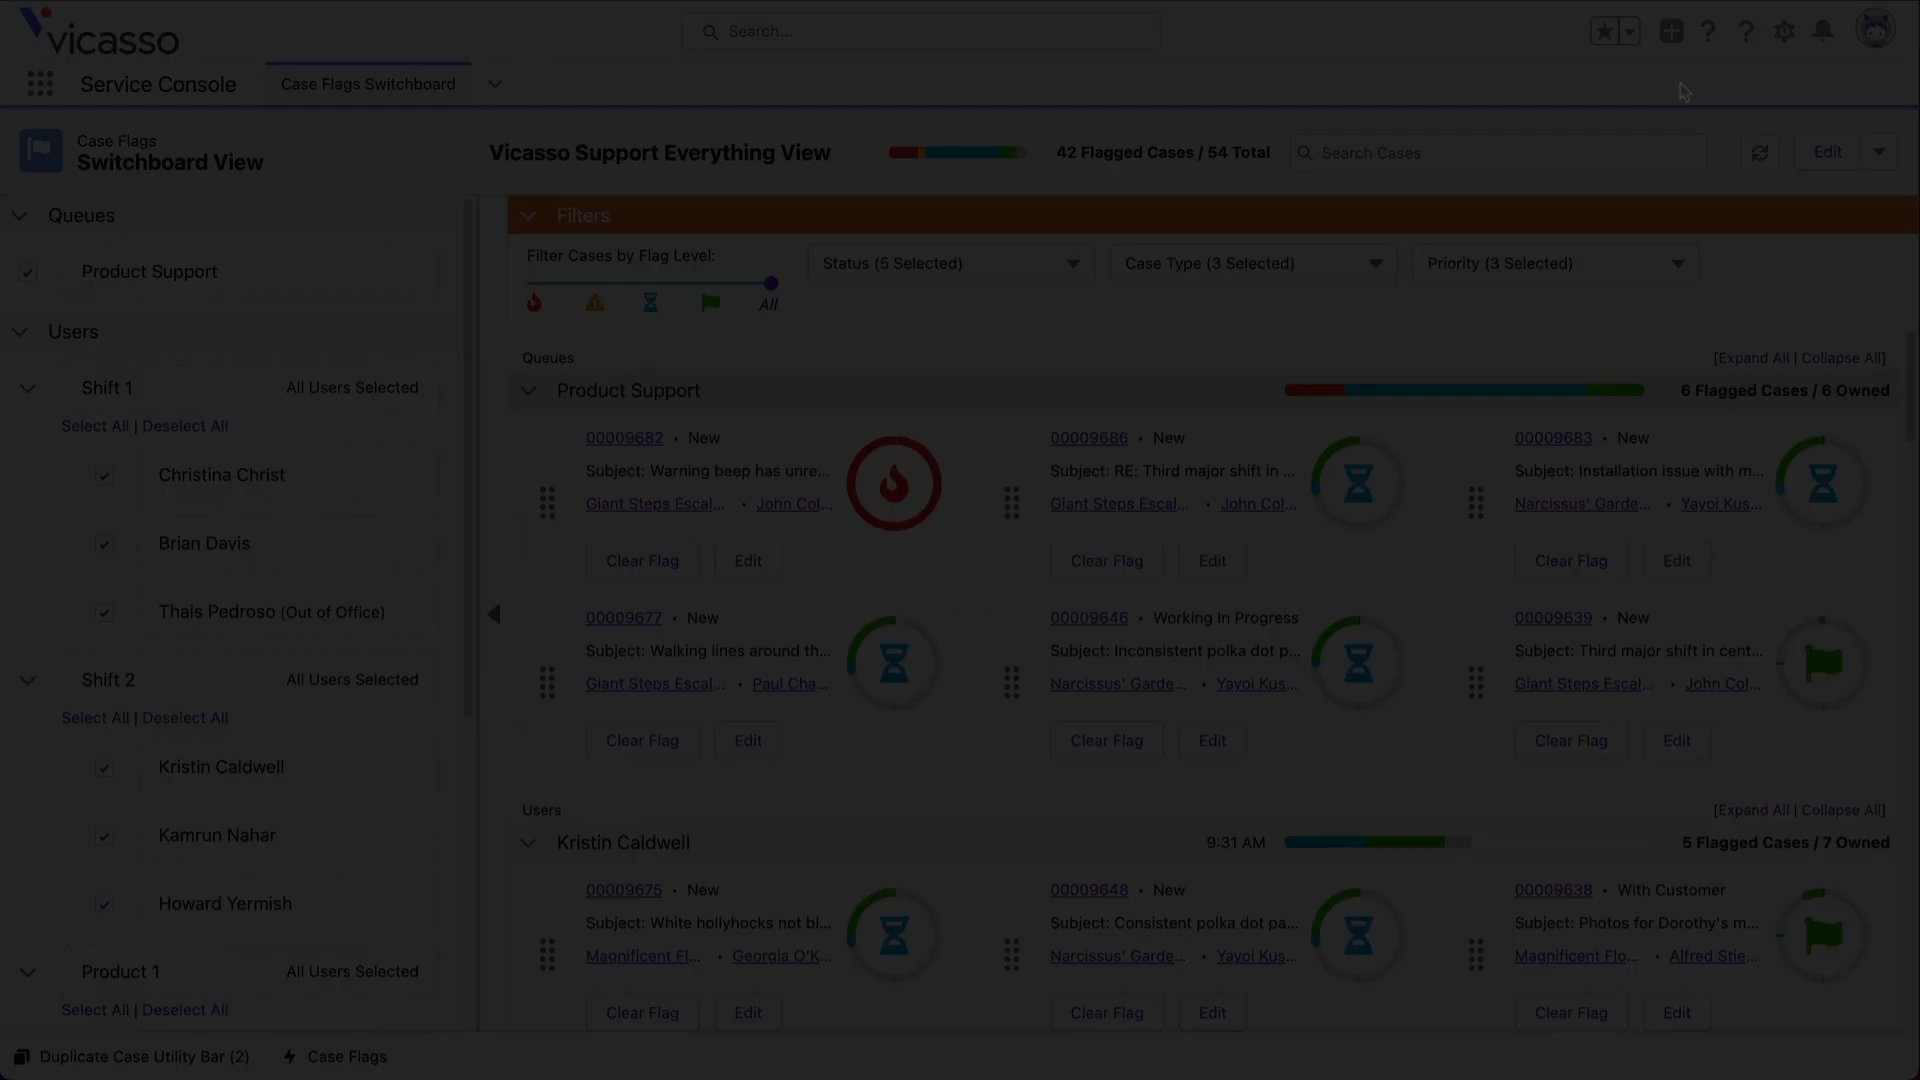 vicasso
Search...
Service Console
Case Flags Switchboard
Case Flags
Switchboard View
Vicasso Support Everything View
42 Flagged Cases / 54 Total
Search Cases
Edit
Queues
Product Support
Users
Shift 1
All Users Selected
Select All | Deselect All
Christina Christ
Brian Davis
Thais Pedroso (Out of Office)
Shift 2
All Users Selected
Select All | Deselect All
Kristin Caldwell
Kamrun Nahar
Howard Yermish
Product 1
All Users Selected
Select All | Deselect All
Filters
Filter Cases by Flag Level:
All
Status (5 Selected)
Case Type (3 Selected)
Priority (3 Selected)
Queues
[Expand All | Collapse All]
Product Support
6 Flagged Cases / 6 Owned
00009682 • New
Subject: Warning beep has unre...
Giant Steps Escal... • John Col...
Clear Flag Edit
00009686 • New
Subject: RE: Third major shift in ...
Giant Steps Escal... • John Col...
Clear Flag Edit
00009683 • New
Subject: Installation issue with m...
Narcissus' Garde... • Yayoi Kus...
Clear Flag Edit
00009677 • New
Subject: Walking lines around th...
Giant Steps Escal... • Paul Cha...
Clear Flag Edit
00009646 • Working In Progress
Subject: Inconsistent polka dot p...
Narcissus' Garde... • Yayoi Kus...
Clear Flag Edit
00009639 • New
Subject: Third major shift in cent...
Giant Steps Escal... • John Col...
Clear Flag Edit
Users
[Expand All | Collapse All]
Kristin Caldwell
9:31 AM
5 Flagged Cases / 7 Owned
00009675 • New
Subject: White hollyhocks not bl...
Magnificent Fl... • Georgia O'K...
Clear Flag Edit
00009648 • New
Subject: Consistent polka dot pa...
Narcissus' Garde... • Yayoi Kus...
Clear Flag Edit
00009638 • With Customer
Subject: Photos for Dorothy's m...
Magnificent Flo... • Alfred Stie...
Clear Flag Edit
Duplicate Case Utility Bar (2)
Case Flags